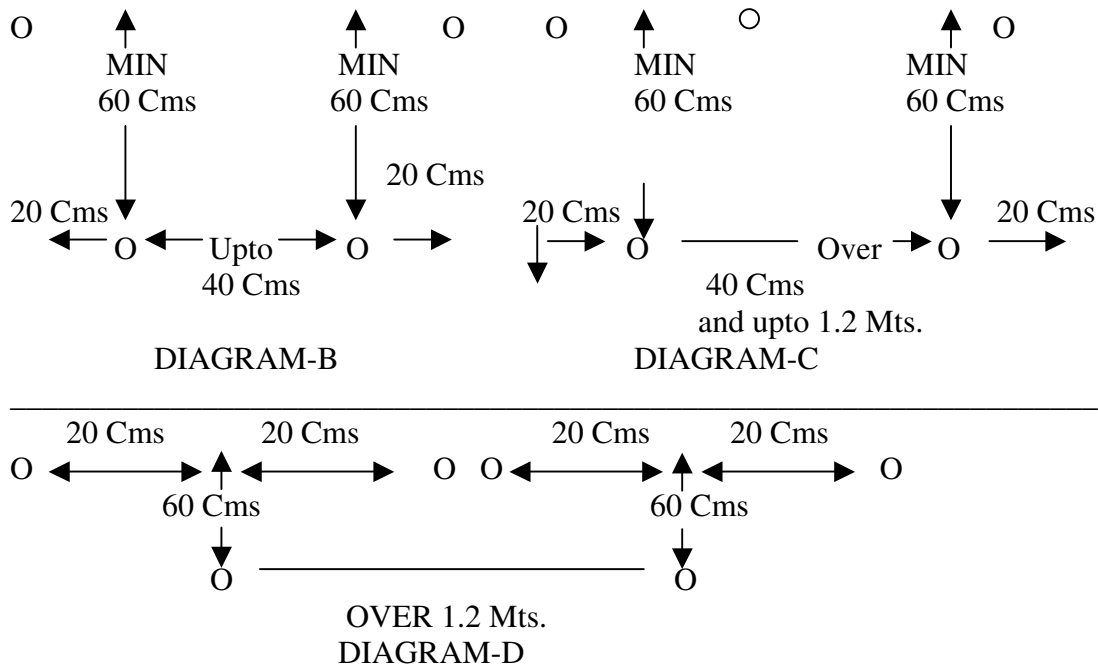 O O O O O
MIN MIN MIN MIN
60 Cms 60 Cms 60 Cms 60 Cms
20 Cms
20 Cms 20 Cms 20 Cms
O Upto O O Over O
40 Cms 40 Cms
and upto 1.2 Mts.
DIAGRAM-B DIAGRAM-C
20 Cms 20 Cms 20 Cms 20 Cms
O O O O
60 Cms 60 Cms
O O
OVER 1.2 Mts.
DIAGRAM-D